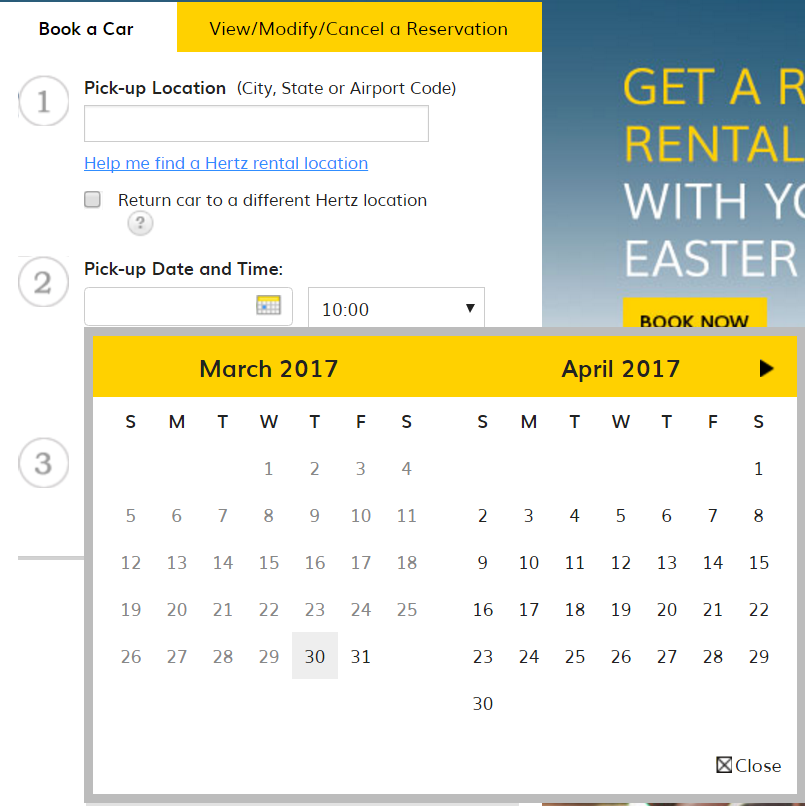 Book a Car
View/Modify/Cancel a Reservation
1
Pick-up Location (City, State or Airport Code)
Help me find a Hertz rental location
Return car to a different Hertz location
?
2
Pick-up Date and Time:
10:00
3
GET A R
RENTAL
WITH YO
EASTER
BOOK NOW
March 2017
S M T W T F S
1 2 3 4
5 6 7 8 9 10 11
12 13 14 15 16 17 18
19 20 21 22 23 24 25
26 27 28 29 30 31
April 2017
S M T W T F S
1
2 3 4 5 6 7 8
9 10 11 12 13 14 15
16 17 18 19 20 21 22
23 24 25 26 27 28 29
30
Close